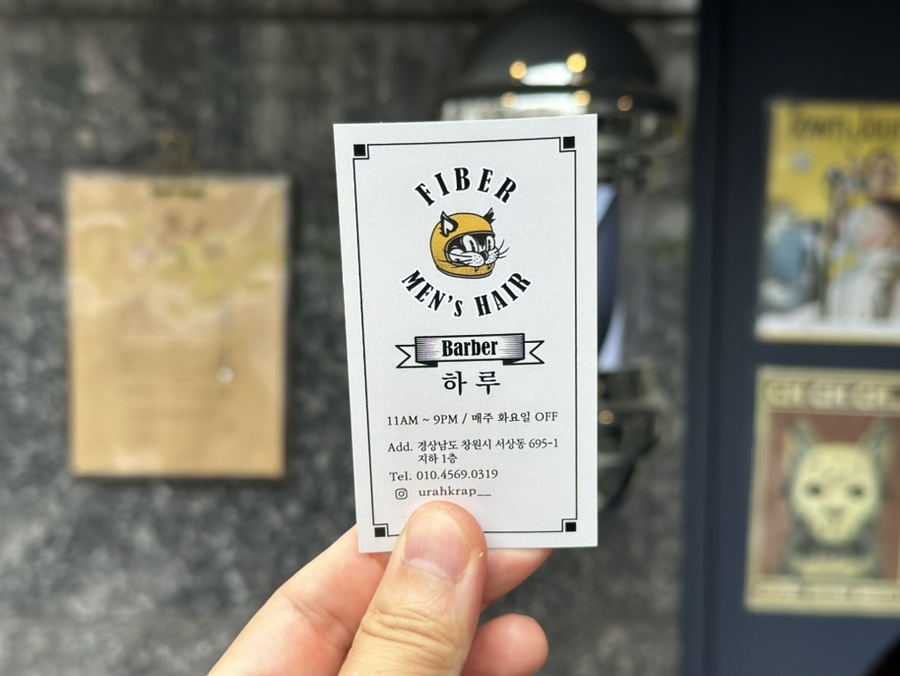 FIBER
MEN'S HAIR
Barber
하루
11AM ~ 9PM / 매주 화요일 OFF
Add. 경상남도 창원시 서상동 695-1
지하 1층
Tel. 010.4569.0319
urahkrap__